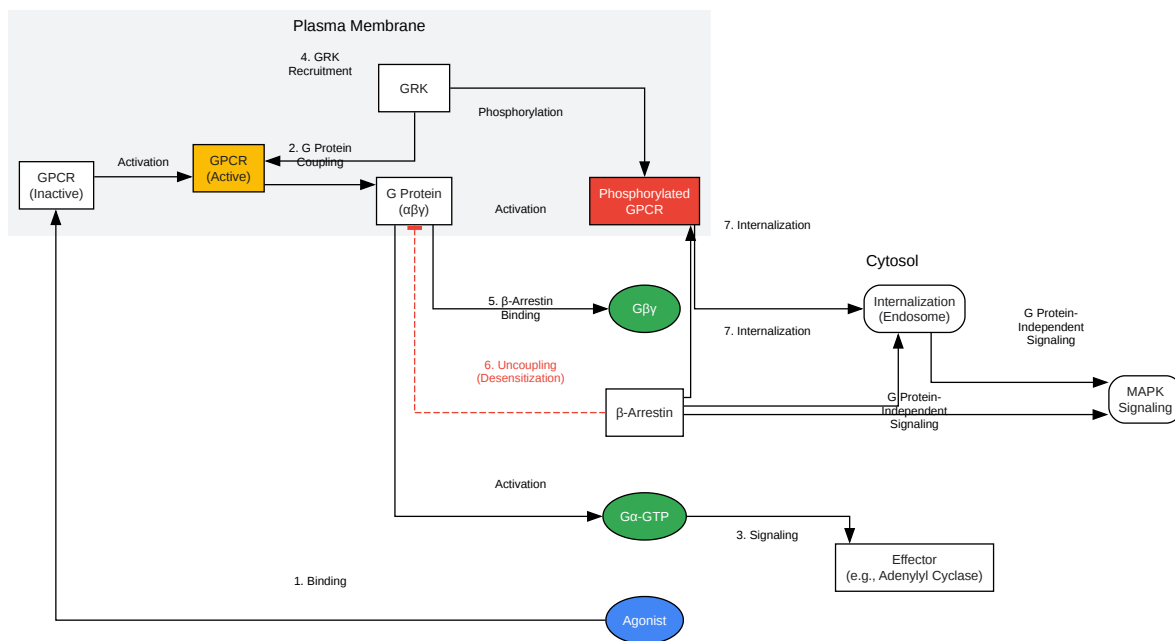 Plasma Membrane
4. GRK
Recruitment
GRK
Phosphorylation
GPCR
(Inactive)
Activation
GPCR
(Active)
2. G Protein
Coupling
G Protein
(αβγ)
Activation
Phosphorylated
GPCR
7. Internalization
Cytosol
5. β-Arrestin
Binding
Gβγ
7. Internalization
Internalization
(Endosome)
G Protein-
Independent
Signaling
6. Uncoupling
(Desensitization)
β-Arrestin
G Protein-
Independent
Signaling
MAPK
Signaling
Activation
Gα-GTP
3. Signaling
Effector
(e.g., Adenylyl Cyclase)
1. Binding
Agonist